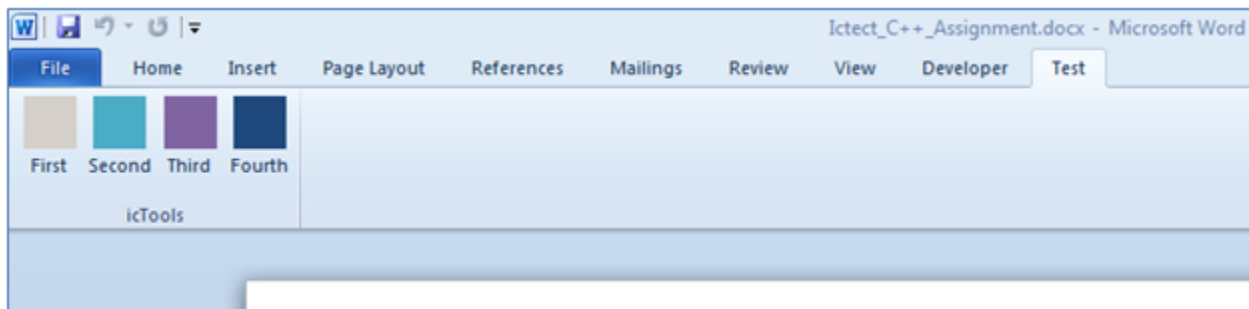 W Ictect_C++_Assignment.docx - Microsoft Word
File Home Insert Page Layout References Mailings Review View Developer Test
First Second Third Fourth
icTools